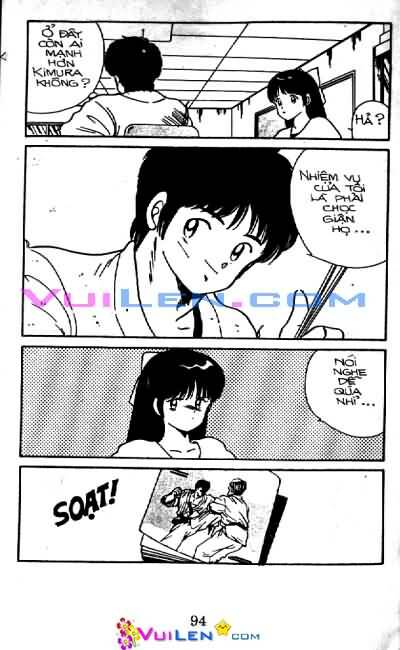 Ở ĐÂY
CÒN AI
MẠNH
HƠN
KIMURA
KHÔNG?
HẢ?
NHIỆM VỤ
CỦA TÔI
LÀ PHẢI
CHỌC
GIẬN
HỌ...
VUILEN.COM
NÓI
NGHE
DỄ
QUÁ
NHỈ...
SOẠT!
94
VUILEN.COM